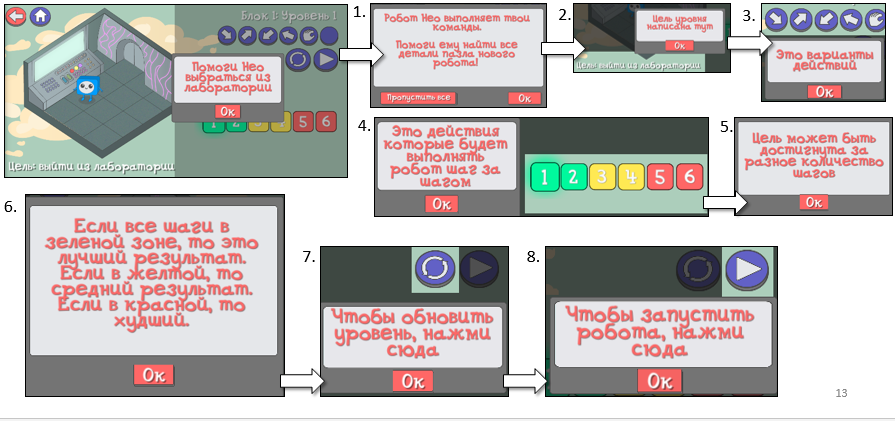 Блок 1: Уровень 1
Помоги Нео
выбраться из
лаборатории
Ок
1 2 3 4 5 6
Цель: выйти из лаборатории
1.
Робот Нео выполняет твои
команды.
Помоги ему найти все
детали пазла нового
робота!
Пропустить все
Ок
2.
Цель уровня
написана тут
Ок
Цель: выйти из лаборатории
3.
Это варианты
действий
Ок
4.
Это действия
которые будет
выполнять
робот шаг за
шагом
Ок
1 2 3 4 5 6
5.
Цель может быть
достигнута за
разное количество
шагов
Ок
6.
Если все шаги в
зеленой зоне, то это
лучший результат.
Если в желтой, то
средний результат.
Если в красной, то
худший.
Ок
7.
Чтобы обновить
уровень, нажми
сюда
Ок
8.
Чтобы запустить
робота, нажми
сюда
Ок
13